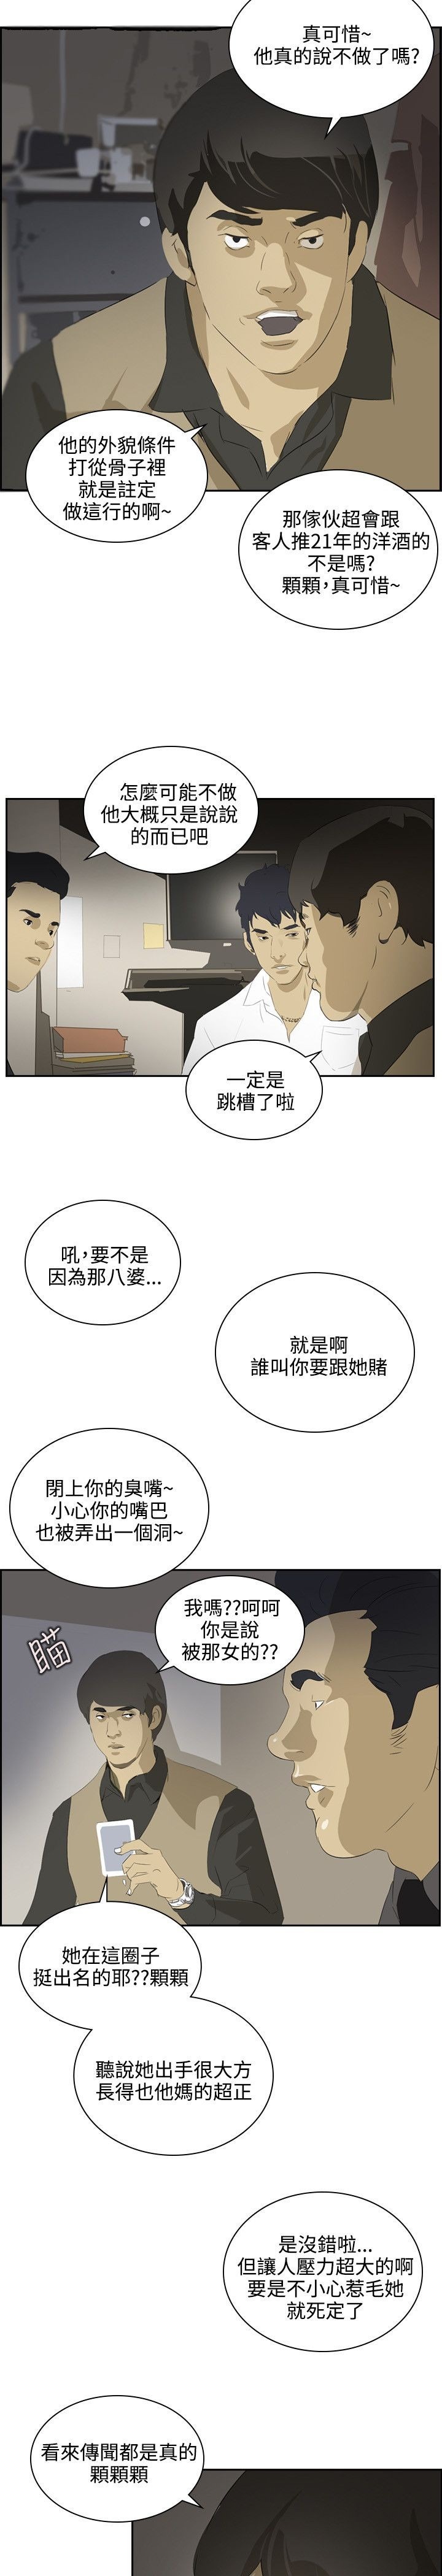 真可惜~
他真的說不做了嗎?
他的外貌條件
打從骨子裡
就是註定
做這行的啊~
那傢伙超會跟
客人推21年的洋酒的
不是嗎?
顆顆,真可惜~
怎麼可能不做
他大概只是說說
的而已吧
一定是
跳槽了啦
吼,要不是
因為那八婆...
就是啊
誰叫你要跟她賭
閉上你的臭嘴~
小心你的嘴巴
也被弄出一個洞~
我嗎??呵呵
你是說
被那女的??
瞄
她在這圈子
挺出名的耶??顆顆
聽說她出手很大方
長得也他媽的超正
是沒錯啦...
但讓人壓力超大的啊
要是不小心惹毛她
就死定了
看來傳聞都是真的
顆顆顆